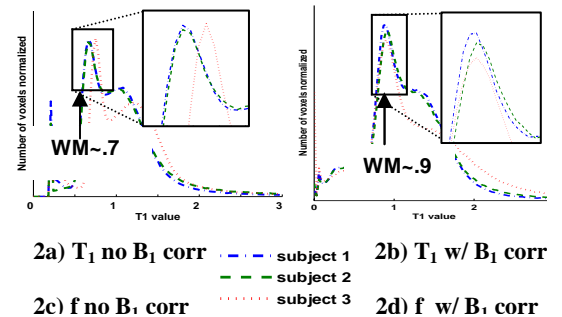 Number of voxels normalized
WM~.7
0 1 2 3
T1 value
Number of voxels normalized
WM~.9
0 1 2
T1 value
2a) T₁ no B₁ corr
2b) T₁ w/ B₁ corr
subject 1
subject 2
subject 3
2c) f no B₁ corr
2d) f w/ B₁ corr